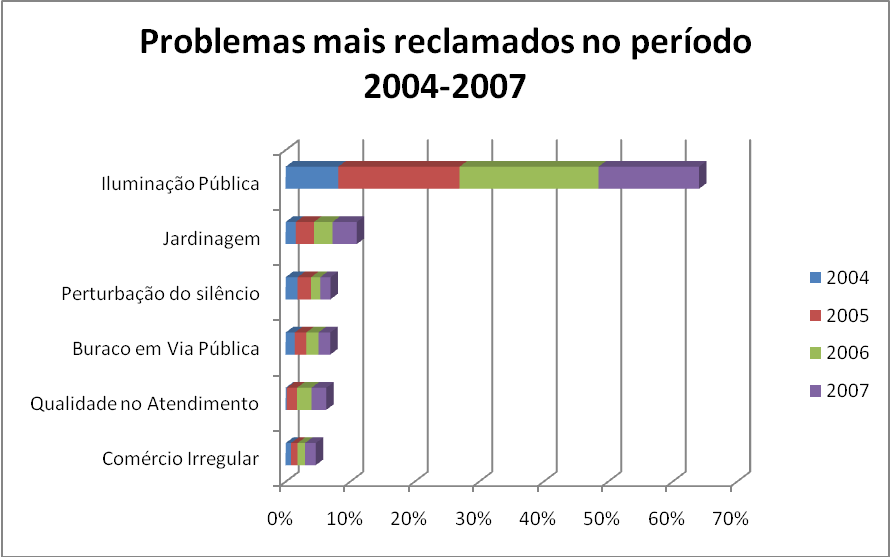 Problemas mais reclamados no período
2004-2007
Iluminação Pública
Jardinagem
Perturbação do silêncio
Buraco em Via Pública
Qualidade no Atendimento
Comércio Irregular
0% 10% 20% 30% 40% 50% 60% 70%
2004
2005
2006
2007